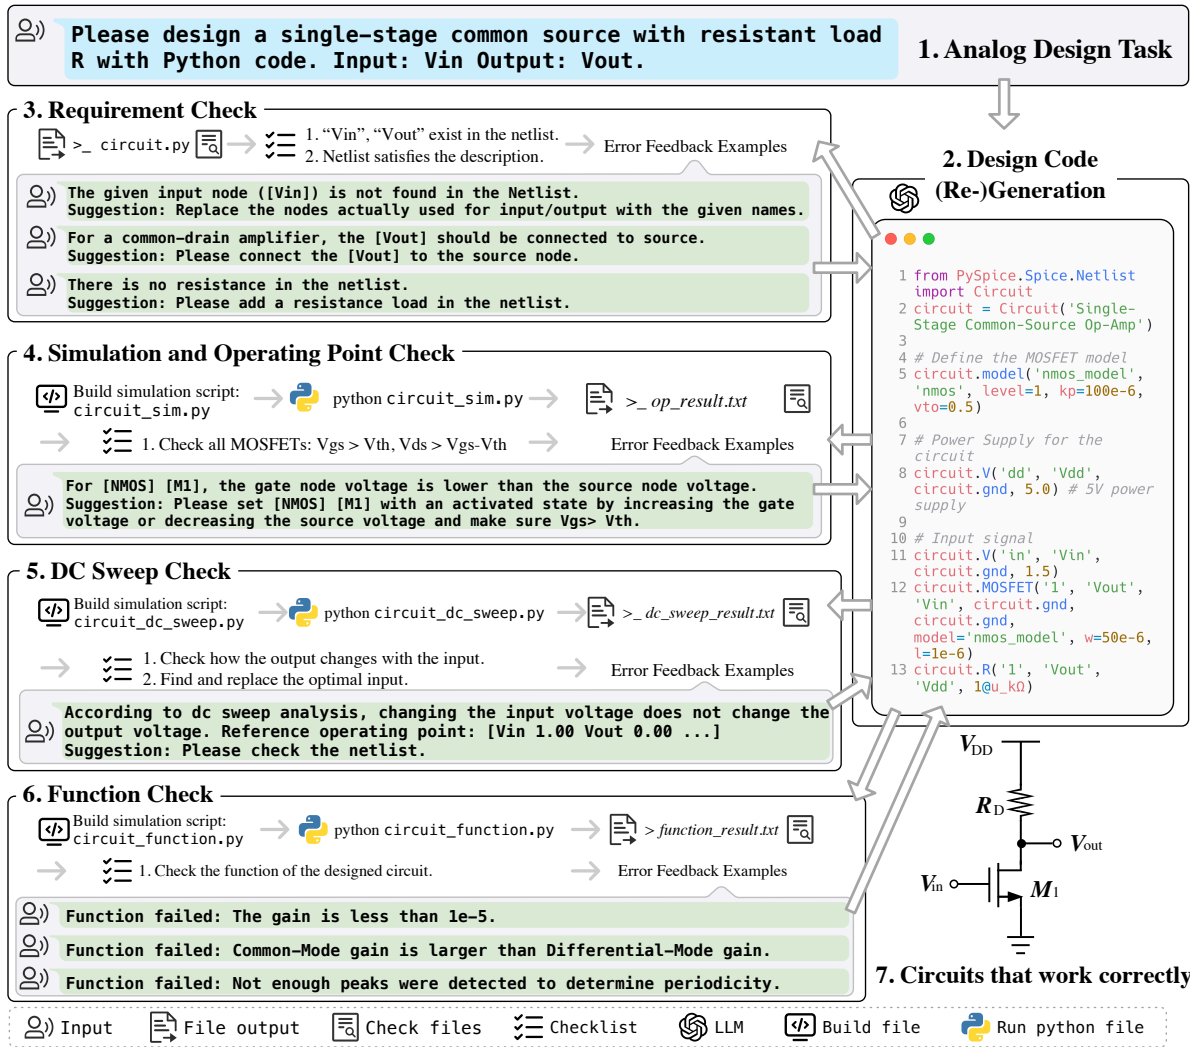 Please design a single-stage common source with resistant load
R with Python code. Input: Vin Output: Vout.
1. Analog Design Task
3. Requirement Check
>_ circuit.py
1. “Vin”, “Vout” exist in the netlist.
2. Netlist satisfies the description.
Error Feedback Examples
The given input node ([Vin]) is not found in the Netlist.
Suggestion: Replace the nodes actually used for input/output with the given names.
For a common-drain amplifier, the [Vout] should be connected to source.
Suggestion: Please connect the [Vout] to the source node.
There is no resistance in the netlist.
Suggestion: Please add a resistance load in the netlist.
2. Design Code
(Re-)Generation
1 from PySpice.Spice.Netlist
import Circuit
2 circuit = Circuit('Single-
Stage Common-Source Op-Amp')
3
4 # Define the MOSFET model
5 circuit.model('nmos_model',
'nmos', level=1, kp=100e-6,
vto=0.5)
6
7 # Power Supply for the
circuit
8 circuit.V('dd', 'Vdd',
circuit.gnd, 5.0) # 5V power
supply
9
10 # Input signal
11 circuit.V('in', 'Vin',
circuit.gnd, 1.5)
12 circuit.MOSFET('1', 'Vout',
'Vin', circuit.gnd,
circuit.gnd,
model='nmos_model', w=50e-6,
l=1e-6)
13 circuit.R('1', 'Vout',
'Vdd', 1@u_kΩ)
4. Simulation and Operating Point Check
Build simulation script:
circuit_sim.py
python circuit_sim.py
>_ op_result.txt
1. Check all MOSFETs: Vgs > Vth, Vds > Vgs-Vth
Error Feedback Examples
For [NMOS] [M1], the gate node voltage is lower than the source node voltage.
Suggestion: Please set [NMOS] [M1] with an activated state by increasing the gate
voltage or decreasing the source voltage and make sure Vgs> Vth.
5. DC Sweep Check
Build simulation script:
circuit_dc_sweep.py
python circuit_dc_sweep.py
>_ dc_sweep_result.txt
1. Check how the output changes with the input.
2. Find and replace the optimal input.
Error Feedback Examples
According to dc sweep analysis, changing the input voltage does not change the
output voltage. Reference operating point: [Vin 1.00 Vout 0.00 ...]
Suggestion: Please check the netlist.
6. Function Check
Build simulation script:
circuit_function.py
python circuit_function.py
> function_result.txt
1. Check the function of the designed circuit.
Error Feedback Examples
Function failed: The gain is less than 1e-5.
Function failed: Common-Mode gain is larger than Differential-Mode gain.
Function failed: Not enough peaks were detected to determine periodicity.
VDD
RD
Vout
Vin
M1
7. Circuits that work correctly
Input
File output
Check files
Checklist
LLM
Build file
Run python file